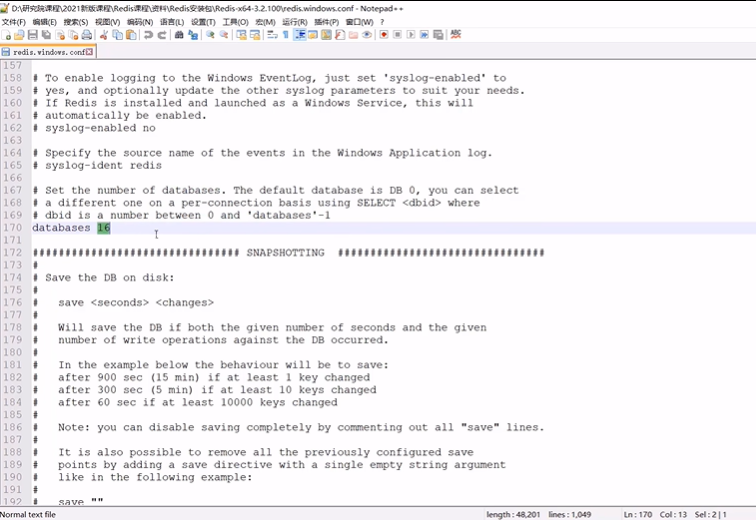 D:\研究院课程\2021新版课程\Redis课程\资料\Redis安装包\Redis-x64-3.2.100\redis.windows.conf - Notepad++
文件(F) 编辑(E) 搜索(S) 视图(V) 编码(N) 语言(L) 设置(T) 工具(O) 宏(M) 运行(R) 插件(P) 窗口(W) ?
redis.windows.conf
157
158 # To enable logging to the Windows EventLog, just set 'syslog-enabled' to
159 # yes, and optionally update the other syslog parameters to suit your needs.
160 # If Redis is installed and launched as a Windows Service, this will
161 # automatically be enabled.
162 # syslog-enabled no
163
164 # Specify the source name of the events in the Windows Application log.
165 # syslog-ident redis
166
167 # Set the number of databases. The default database is DB 0, you can select
168 # a different one on a per-connection basis using SELECT <dbid> where
169 # dbid is a number between 0 and 'databases'-1
170 databases 16
171
172 ################################ SNAPSHOTTING ################################
173 #
174 # Save the DB on disk:
175 #
176 # save <seconds> <changes>
177 #
178 # Will save the DB if both the given number of seconds and the given
179 # number of write operations against the DB occurred.
180 #
181 # In the example below the behaviour will be to save:
182 # after 900 sec (15 min) if at least 1 key changed
183 # after 300 sec (5 min) if at least 10 keys changed
184 # after 60 sec if at least 10000 keys changed
185 #
186 # Note: you can disable saving completely by commenting out all "save" lines.
187 #
188 # It is also possible to remove all the previously configured save
189 # points by adding a save directive with a single empty string argument
190 # like in the following example:
191 #
192 # save ""
Normal text file length : 48,201 lines : 1,049 Ln : 170 Col : 13 Sel : 2 | 1